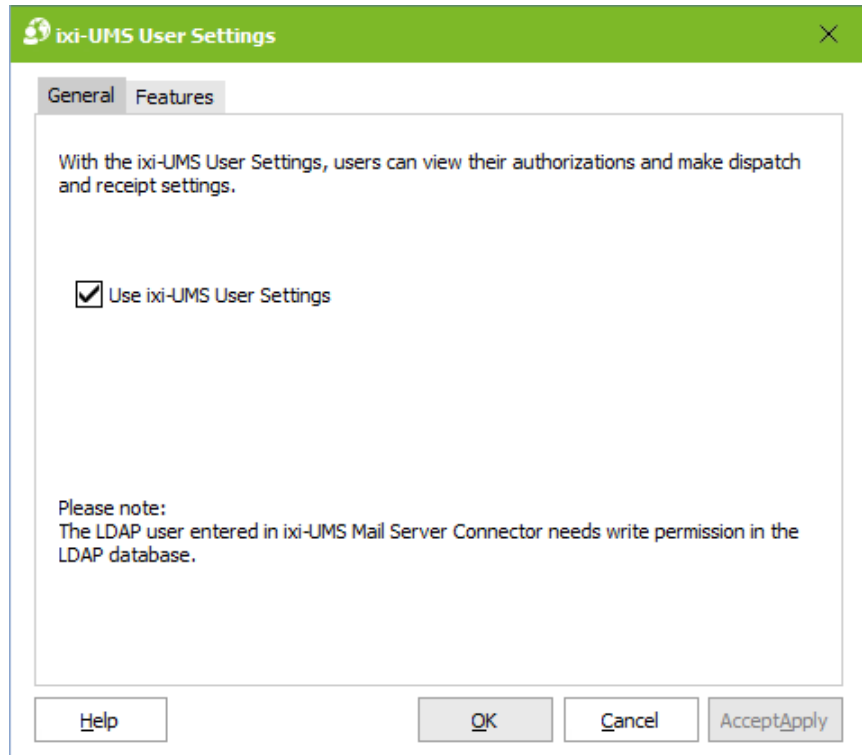 ixi-UMS User Settings
General Features
With the ixi-UMS User Settings, users can view their authorizations and make dispatch
and receipt settings.
Use ixi-UMS User Settings
Please note:
The LDAP user entered in ixi-UMS Mail Server Connector needs write permission in the
LDAP database.
Help OK Cancel AcceptApply